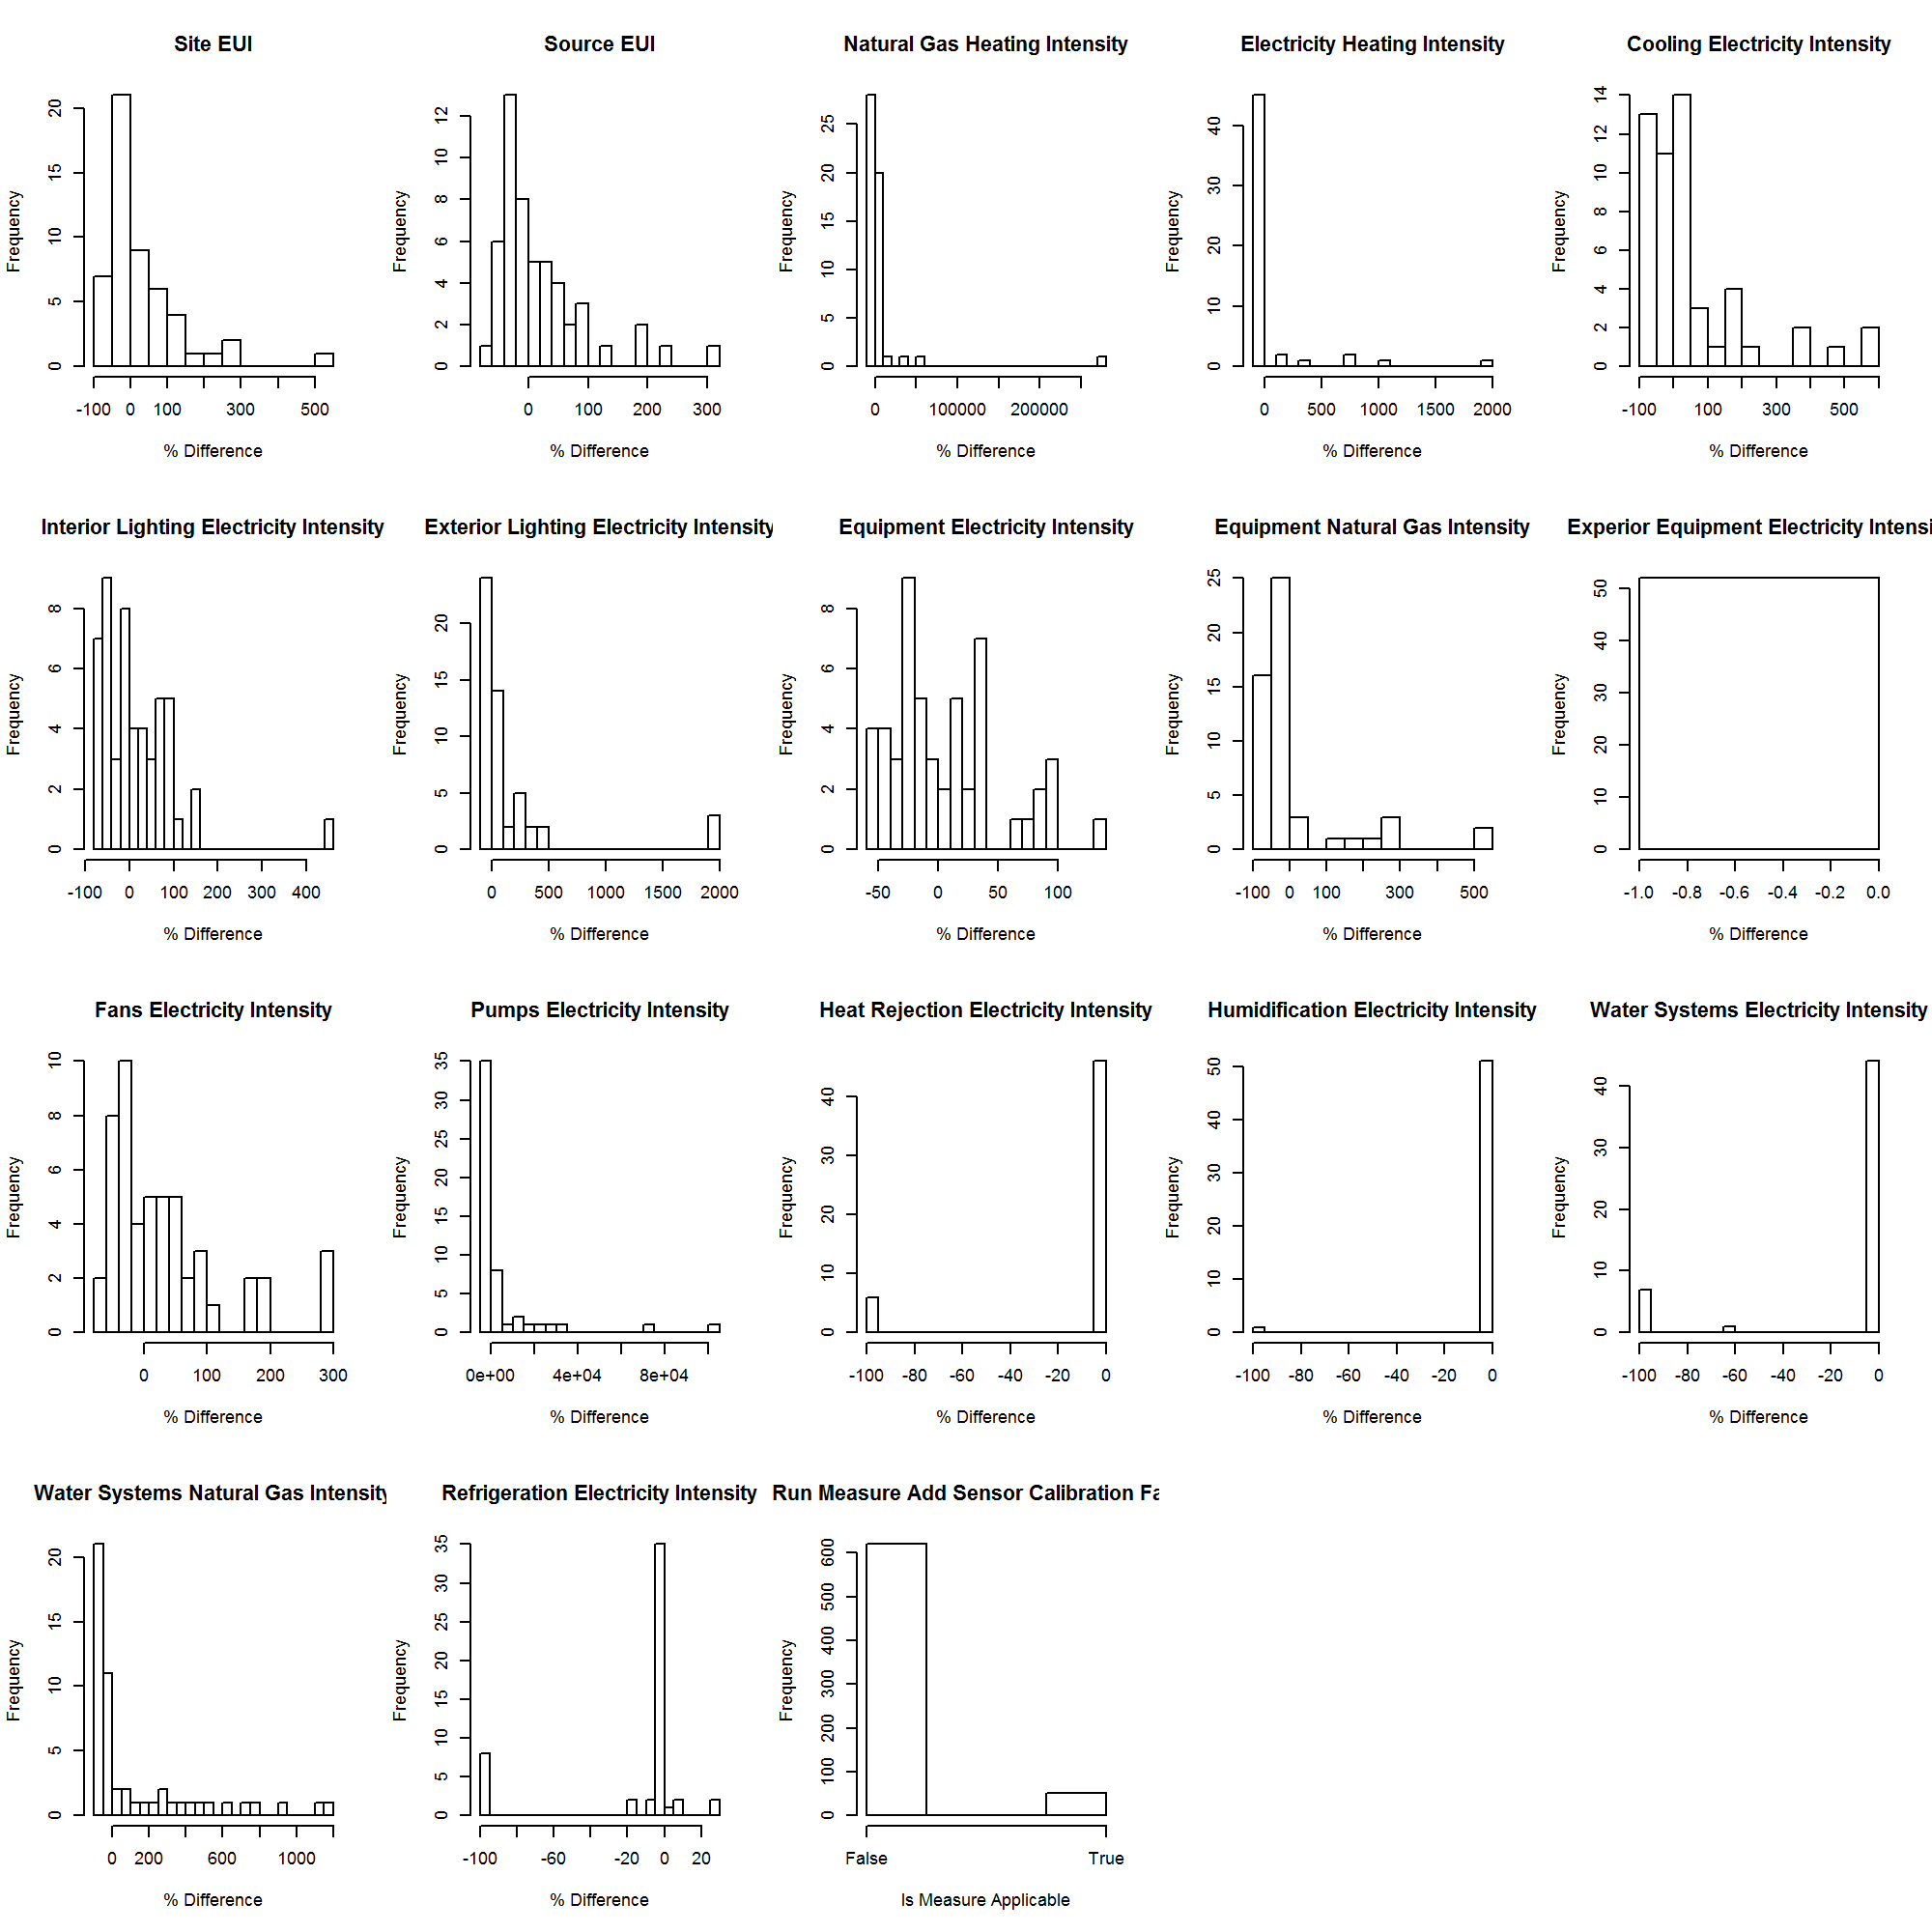 Site EUI
Frequency
0 5 10 15 20
-100 0 100 300 500
% Difference
Source EUI
Frequency
0 2 4 6 8 10 12
0 100 200 300
% Difference
Natural Gas Heating Intensity
Frequency
0 5 10 15 20 25
0 100000 200000
% Difference
Electricity Heating Intensity
Frequency
0 10 20 30 40
0 500 1000 1500 2000
% Difference
Cooling Electricity Intensity
Frequency
0 2 4 6 8 10 12 14
-100 100 300 500
% Difference
Interior Lighting Electricity Intensity
Frequency
0 2 4 6 8
-100 0 100 200 300 400
% Difference
Exterior Lighting Electricity Intensity
Frequency
0 5 10 15 20
0 500 1000 1500 2000
% Difference
Equipment Electricity Intensity
Frequency
0 2 4 6 8
-50 0 50 100
% Difference
Equipment Natural Gas Intensity
Frequency
0 5 10 15 20 25
-100 0 100 300 500
% Difference
Experior Equipment Electricity Intensi
Frequency
0 10 20 30 40 50
-1.0 -0.8 -0.6 -0.4 -0.2 0.0
% Difference
Fans Electricity Intensity
Frequency
0 2 4 6 8 10
0 100 200 300
% Difference
Pumps Electricity Intensity
Frequency
0 5 10 15 20 25 30 35
0e+00 4e+04 8e+04
% Difference
Heat Rejection Electricity Intensity
Frequency
0 10 20 30 40
-100 -80 -60 -40 -20 0
% Difference
Humidification Electricity Intensity
Frequency
0 10 20 30 40 50
-100 -80 -60 -40 -20 0
% Difference
Water Systems Electricity Intensity
Frequency
0 10 20 30 40
-100 -80 -60 -40 -20 0
% Difference
Water Systems Natural Gas Intensity
Frequency
0 5 10 15 20
0 200 600 1000
% Difference
Refrigeration Electricity Intensity
Frequency
0 5 10 15 20 25 30 35
-100 -60 -20 0 20
% Difference
Run Measure Add Sensor Calibration Fa
Frequency
0 100 200 300 400 500 600
False True
Is Measure Applicable